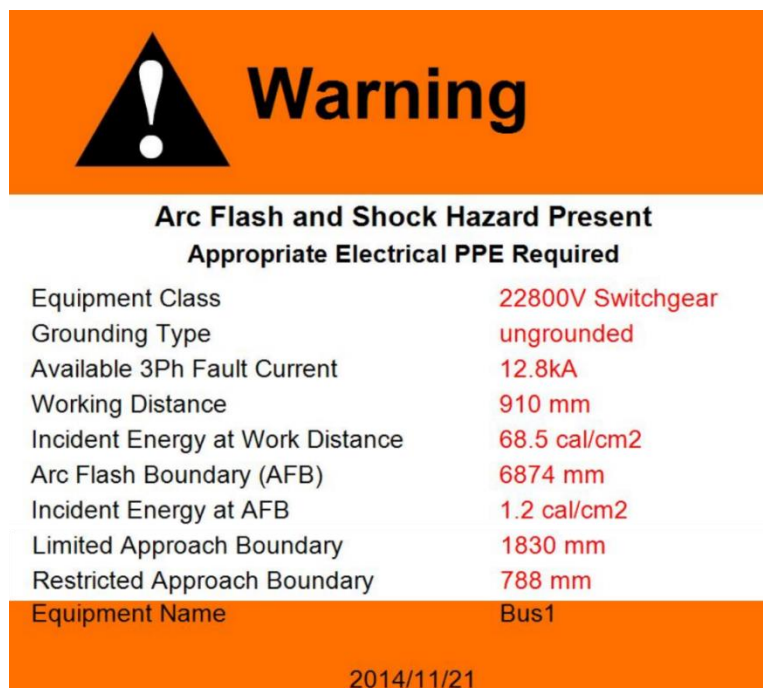 Warning
Arc Flash and Shock Hazard Present
Appropriate Electrical PPE Required
Equipment Class 22800V Switchgear
Grounding Type ungrounded
Available 3Ph Fault Current 12.8kA
Working Distance 910 mm
Incident Energy at Work Distance 68.5 cal/cm2
Arc Flash Boundary (AFB) 6874 mm
Incident Energy at AFB 1.2 cal/cm2
Limited Approach Boundary 1830 mm
Restricted Approach Boundary 788 mm
Equipment Name Bus1
2014/11/21